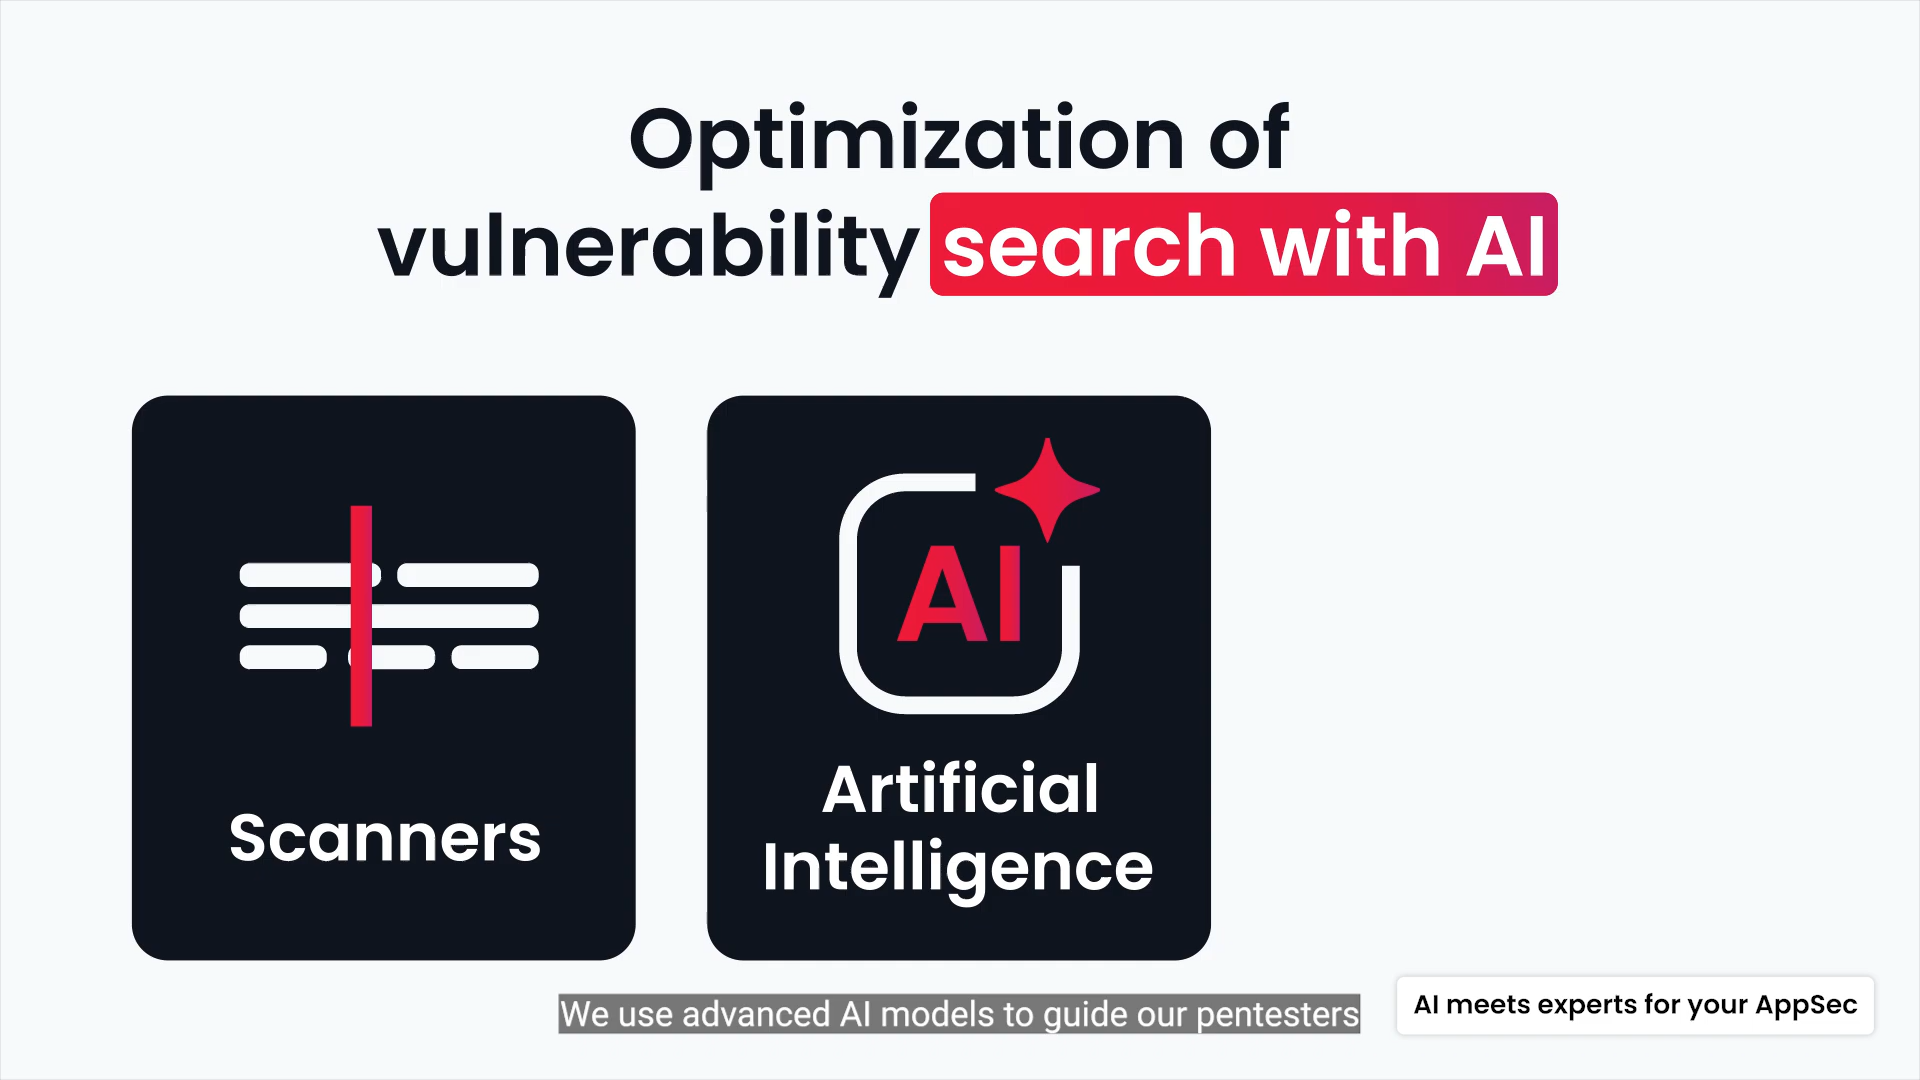 Optimization of
vulnerability search with AI
AI
Scanners
Artificial
Intelligence
We use advanced AI models to guide our pentesters
AI meets experts for your AppSec